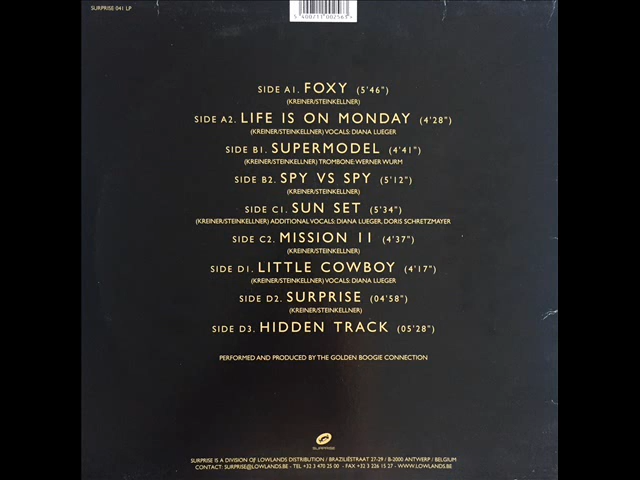 SURPRISE 041 LP
5 400711 002563
SIDE A1. FOXY (5'46")
(KREINER/STEINKELLNER)
SIDE A2. LIFE IS ON MONDAY (4'28")
(KREINER/STEINKELLNER) VOCALS: DIANA LUEGER
SIDE B1. SUPERMODEL (4'41")
(KREINER/STEINKELLNER) TROMBONE: WERNER WURM
SIDE B2. SPY VS SPY (5'12")
(KREINER/STEINKELLNER)
SIDE C1. SUN SET (5'34")
(KREINER/STEINKELLNER) ADDITIONAL VOCALS: DIANA LUEGER, DORIS SCHRETZMAYER
SIDE C2. MISSION 11 (4'37")
(KREINER/STEINKELLNER)
SIDE D1. LITTLE COWBOY (4'17")
(KREINER/STEINKELLNER) VOCALS: DIANA LUEGER
SIDE D2. SURPRISE (04'58")
(KREINER/STEINKELLNER)
SIDE D3. HIDDEN TRACK (05'28")
PERFORMED AND PRODUCED BY THE GOLDEN BOOGIE CONNECTION
SURPRISE
SURPRISE IS A DIVISION OF LOWLANDS DISTRIBUTION / BRAZILIËSTRAAT 27-29 / B-2000 ANTWERP / BELGIUM
CONTACT: SURPRISE@LOWLANDS.BE - TEL +32 3 470 25 00 - FAX +32 3 226 15 27 - WWW.LOWLANDS.BE